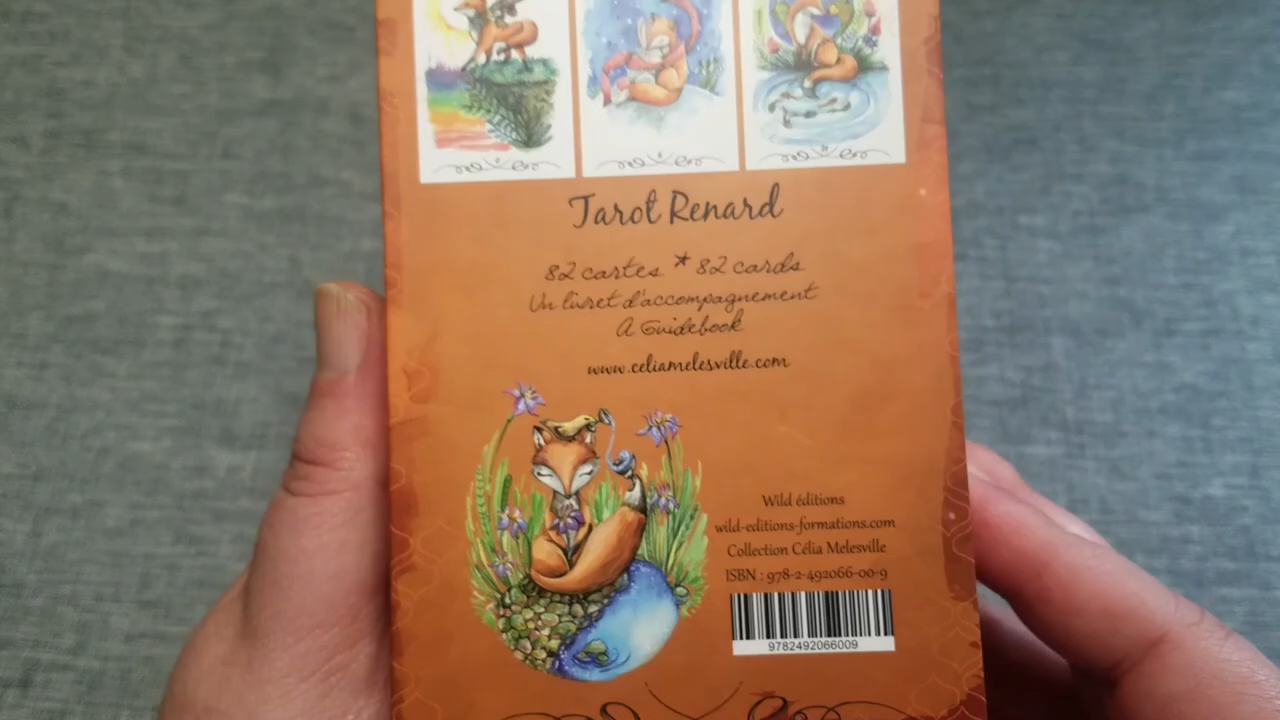 Tarot Renard
82 cartes * 82 cards
Un livret d'accompagnement
A Guidebook
www.celiamelesville.com
Wild éditions
wild-editions-formations.com
Collection Célia Melesville
ISBN : 978-2-492066-00-9
9782492066009